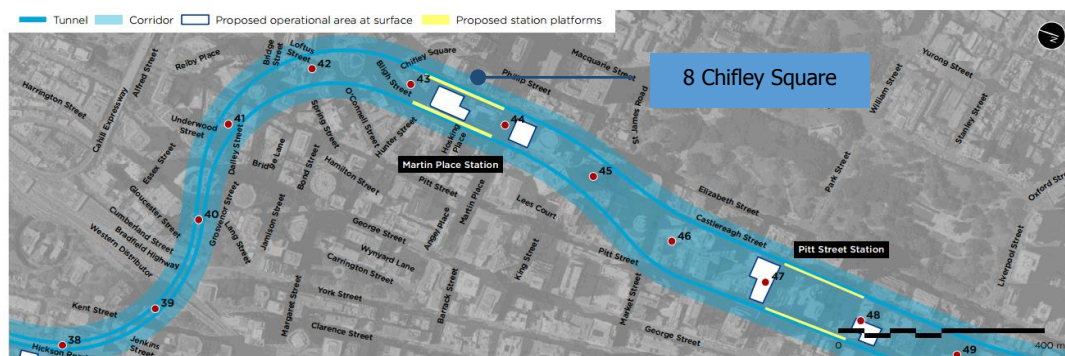 Tunnel
Corridor
Proposed operational area at surface
Proposed station platforms
N
Loftus
Street
Bridge
Street
Reiby Place
Alfred Street
Cahill Expressway
Harrington Street
42
Chifley Square
Bligh Street
43
Macquarie Street
Philip Street
8 Chifley Square
Yurong Street
William Street
Stanley Street
St James Road
Underwood
Street
41
Essex Street
Dalley Street
Spring Street
O'Connell Street
Hunter Street
Hosking
Place
44
Bridge Lane
Bond Street
Hamilton Street
Martin Place Station
Park Street
Oxford Str
45
Gloucester Street
Cumberland Street
Bradfield Highway
Western Distributor
40
Grosvenor Street
Lang Street
Jamison Street
Pitt Street
Martin Place
Angel Place
Lees Court
Elizabeth Street
Castlereagh Street
George Street
Wynyard Lane
Carrington Street
King Street
Pitt Street
46
Pitt Street Station
Liverpool Street
47
York Street
Clarence Street
Margaret Street
Barrack Street
Market Street
George Street
Kent Street
39
38
Jenkins
Street
Hickson Road
48
49
0
400 m